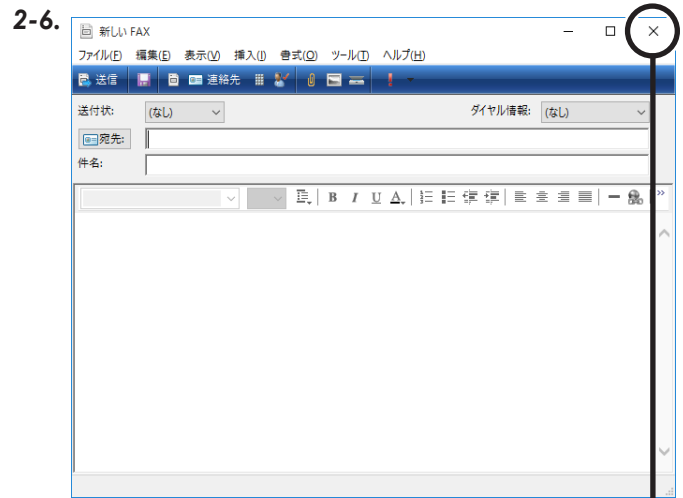 2-6.
新しい FAX
ファイル(F) 編集(E) 表示(V) 挿入(I) 書式(O) ツール(T) ヘルプ(H)
送信 連絡先
送付状: (なし) ダイヤル情報: (なし)
宛先:
件名:
B I U A